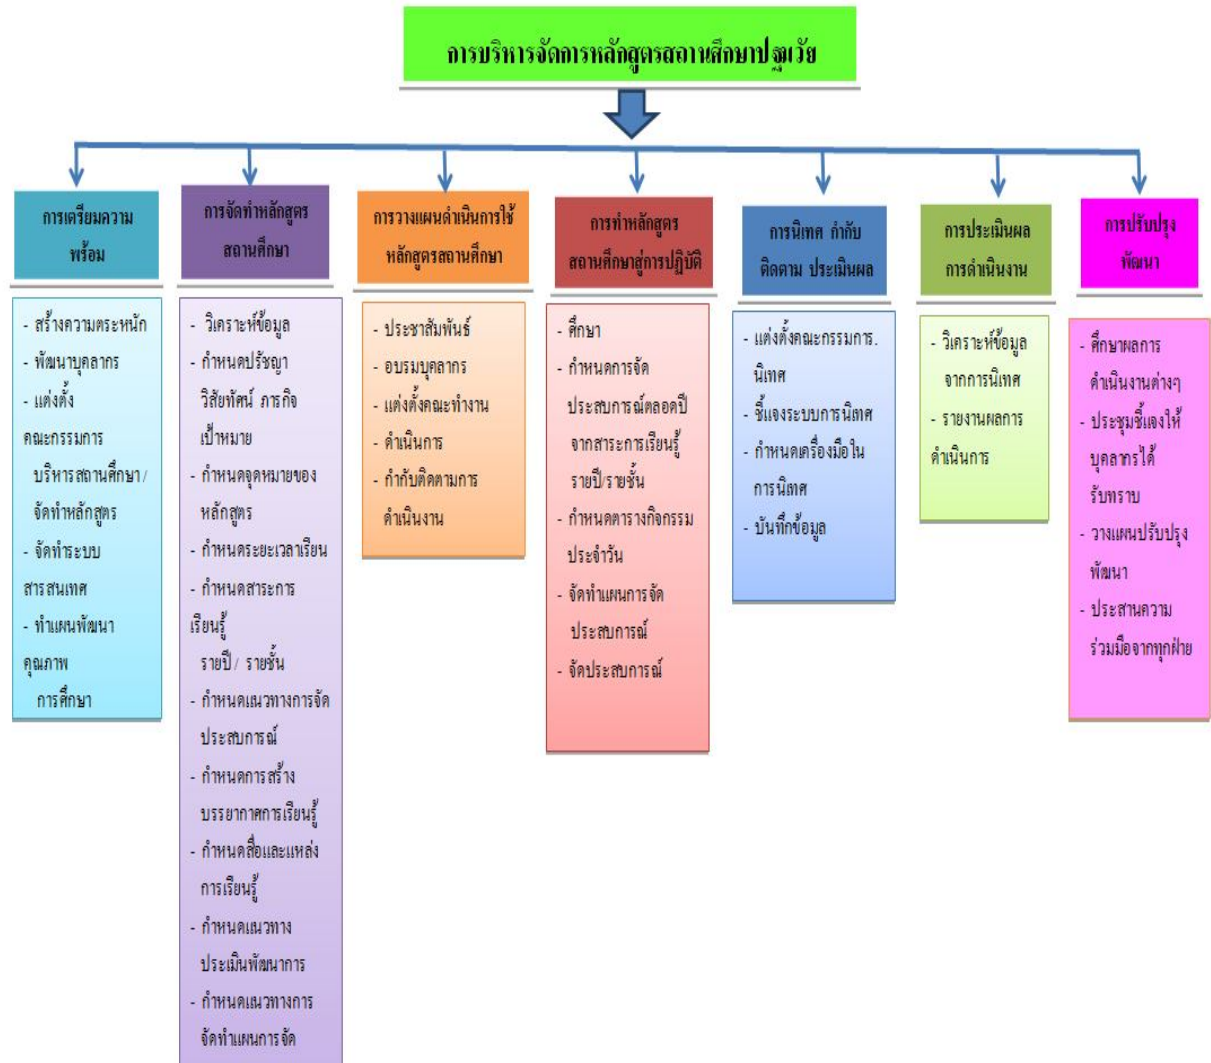 การบริหารจัดการหลักสูตรสถานศึกษาปฐมวัย
การเตรียมความ
พร้อม
- สร้างความตระหนัก
- พัฒนาบุคลากร
- แต่งตั้ง
คณะกรรมการ
บริหารสถานศึกษา /
จัดทำหลักสูตร
- จัดทำระบบ
สารสนเทศ
- ทำแผนพัฒนา
คุณภาพ
การศึกษา
การจัดทำหลักสูตร
สถานศึกษา
- วิเคราะห์ข้อมูล
- กำหนดปรัชญา
วิสัยทัศน์ ภารกิจ
เป้าหมาย
- กำหนดจุดหมายของ
หลักสูตร
- กำหนดระยะเวลาเรียน
- กำหนดสาระการ
เรียนรู้
รายปี / รายชั้น
- กำหนดแนวทางการจัด
ประสบการณ์
- กำหนดการสร้าง
บรรยากาศการเรียนรู้
- กำหนดสื่อและแหล่ง
การเรียนรู้
- กำหนดแนวทาง
ประเมินพัฒนาการ
- กำหนดแนวทางการ
จัดทำแผนการจัด
การวางแผนดำเนินการใช้
หลักสูตรสถานศึกษา
- ประชาสัมพันธ์
- อบรมบุคลากร
- แต่งตั้งคณะทำงาน
- ดำเนินการ
- กำกับติดตามการ
ดำเนินงาน
การทำหลักสูตร
สถานศึกษาสู่การปฏิบัติ
- ศึกษา
- กำหนดการจัด
ประสบการณ์ตลอดปี
จากสาระการเรียนรู้
รายปี/รายชั้น
- กำหนดตารางกิจกรรม
ประจำวัน
- จัดทำแผนการจัด
ประสบการณ์
- จัดประสบการณ์
การนิเทศ กำกับ
ติดตาม ประเมินผล
- แต่งตั้งคณะกรรมการ.
นิเทศ
- ชี้แจงระบบการนิเทศ
- กำหนดเครื่องมือใน
การนิเทศ
- บันทึกข้อมูล
การประเมินผล
การดำเนินงาน
- วิเคราะห์ข้อมูล
จากการนิเทศ
- รายงานผลการ
ดำเนินการ
การปรับปรุง
พัฒนา
- ศึกษาผลการ
ดำเนินงานต่างๆ
- ประชุมชี้แจงให้
บุคลากรได้
รับทราบ
- วางแผนปรับปรุง
พัฒนา
- ประสานความ
ร่วมมือจากทุกฝ่าย